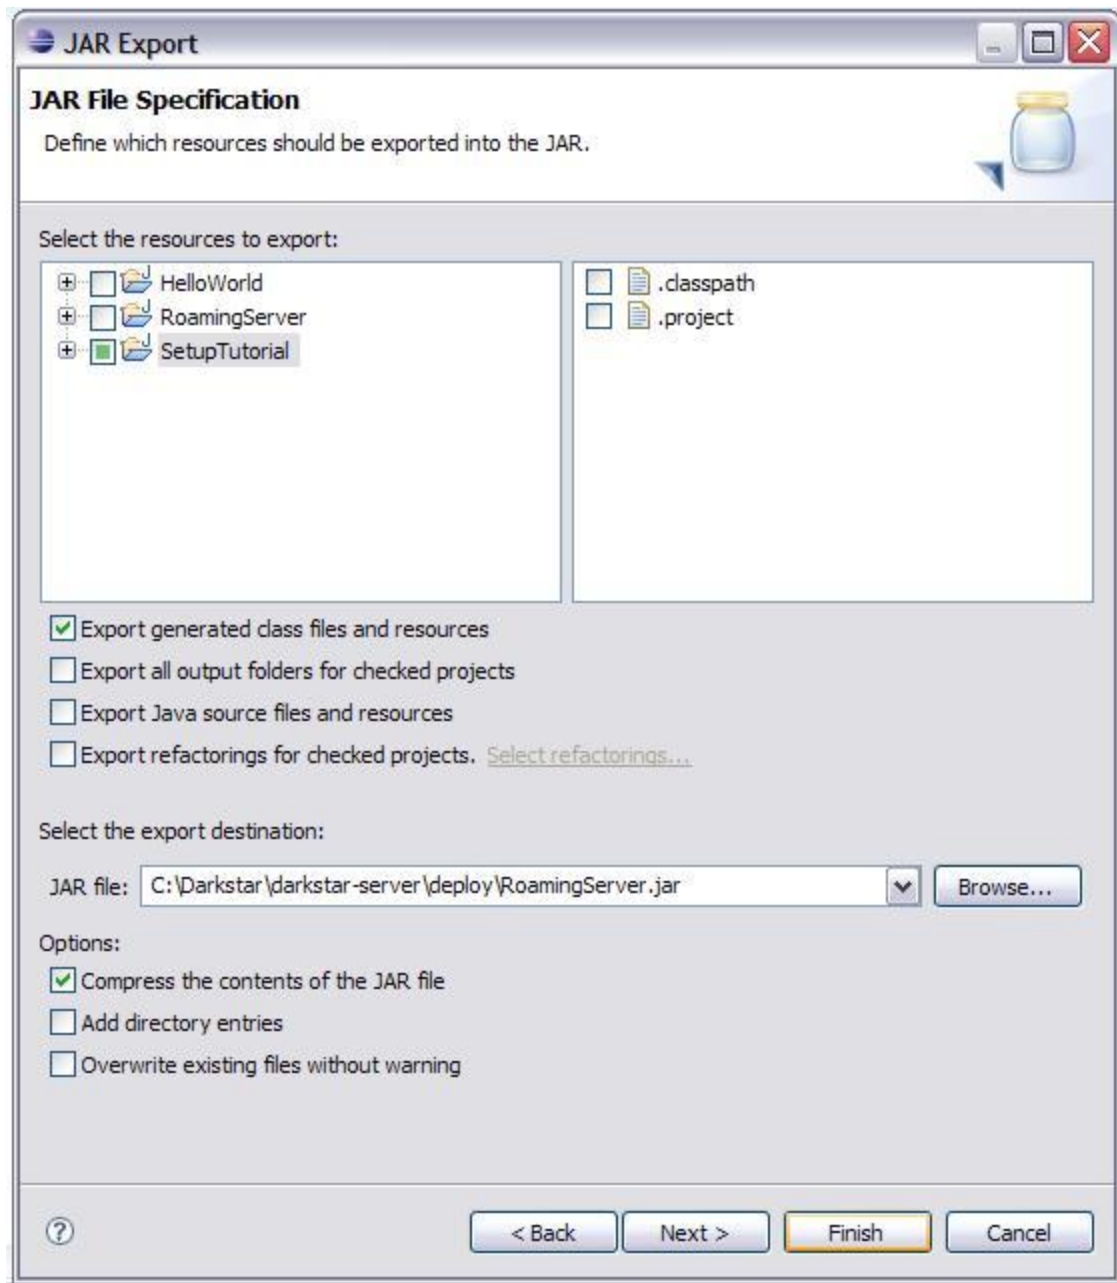 JAR Export
JAR File Specification
Define which resources should be exported into the JAR.
Select the resources to export:
HelloWorld
RoamingServer
SetupTutorial
.classpath
.project
Export generated class files and resources
Export all output folders for checked projects
Export Java source files and resources
Export refactorings for checked projects. Select refactorings...
Select the export destination:
JAR file: C:\Darkstar\darkstar-server\deploy\RoamingServer.jar Browse...
Options:
Compress the contents of the JAR file
Add directory entries
Overwrite existing files without warning
? < Back Next > Finish Cancel